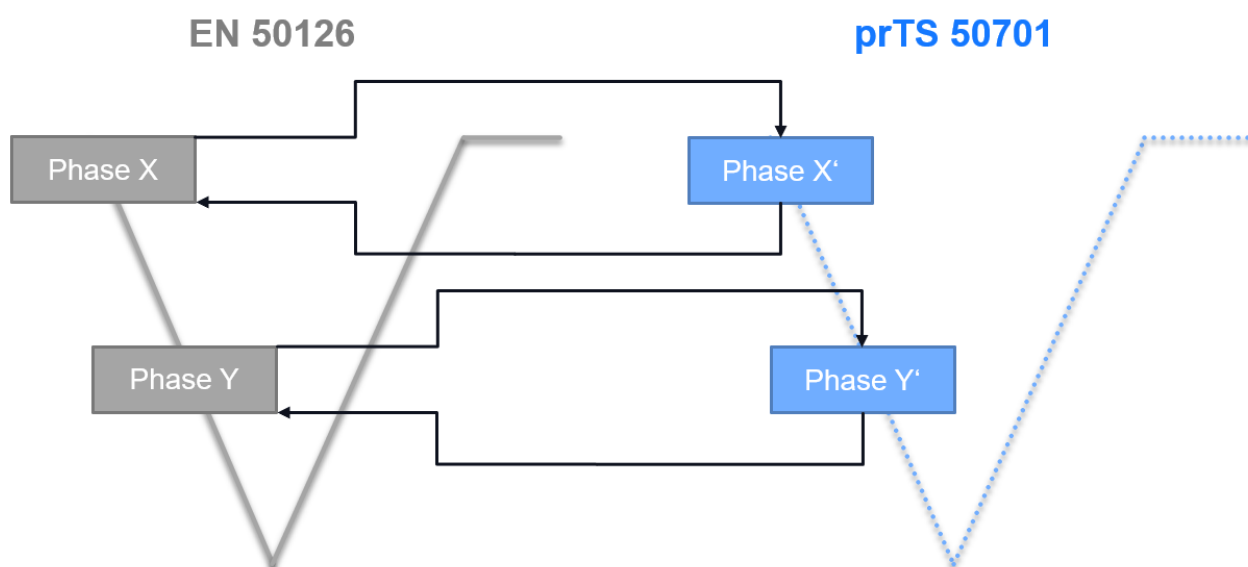 EN 50126
prTS 50701
Phase X
Phase X‘
Phase Y
Phase Y‘